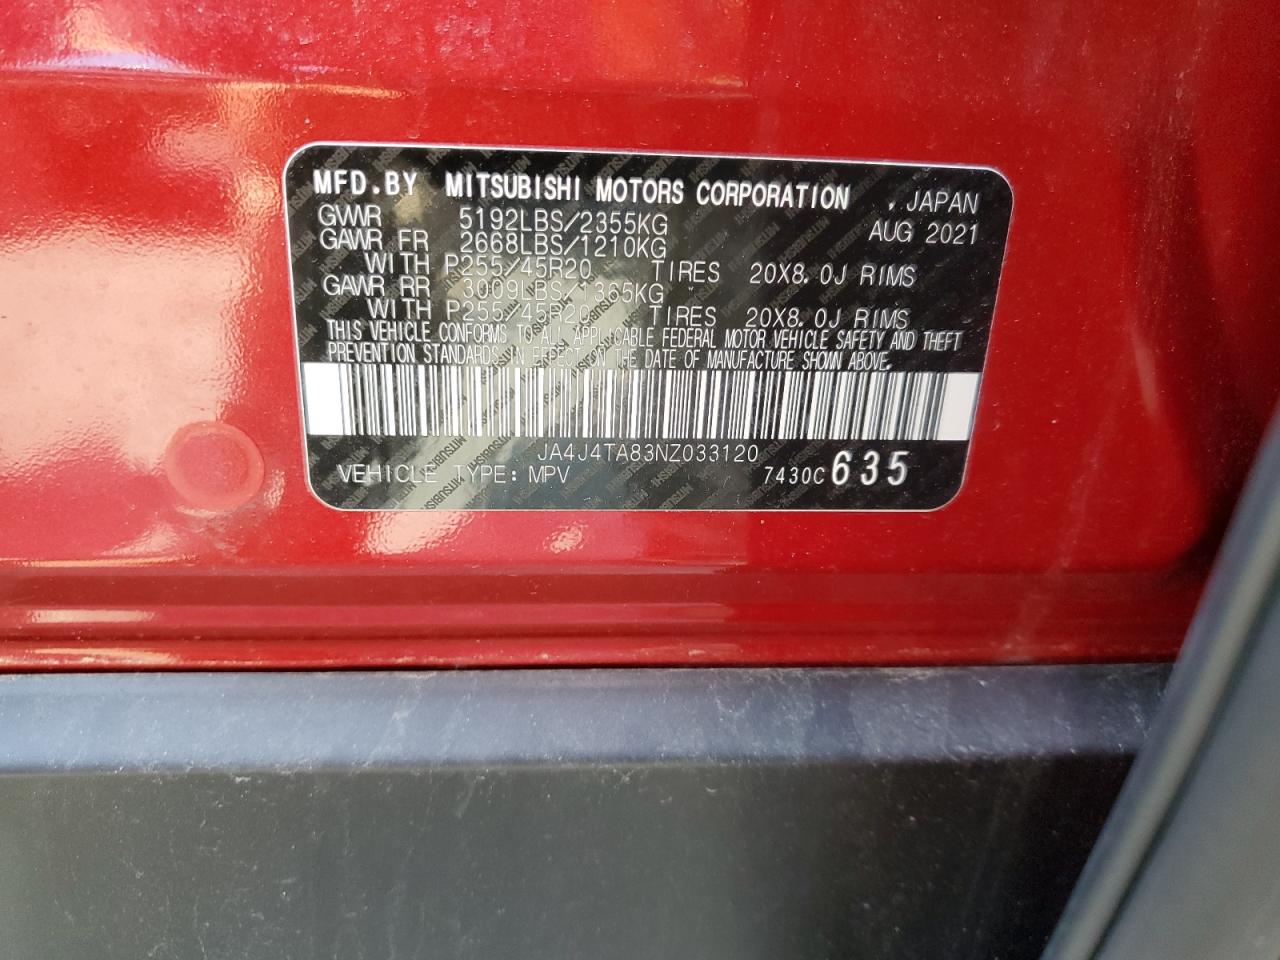 MFD.BY MITSUBISHI MOTORS CORPORATION , JAPAN
GVWR 5192LBS/2355KG AUG 2021
GAWR FR 2668LBS/1210KG
WITH P255/45R20 TIRES 20X8.0J RIMS
GAWR RR 3009LBS/1365KG
WITH P255/45R20 TIRES 20X8.0J RIMS
THIS VEHICLE CONFORMS TO ALL APPLICABLE FEDERAL MOTOR VEHICLE SAFETY AND THEFT
PREVENTION STANDARDS IN EFFECT ON THE DATE OF MANUFACTURE SHOWN ABOVE.
JA4J4TA83NZ033120
VEHICLE TYPE: MPV 7430C 635